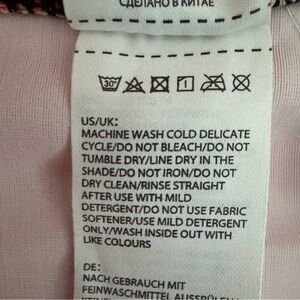 СДЕЛАНО В КИТАЕ
30°
US/UK:
MACHINE WASH COLD DELICATE
CYCLE/DO NOT BLEACH/DO NOT
TUMBLE DRY/LINE DRY IN THE
SHADE/DO NOT IRON/DO NOT
DRY CLEAN/RINSE STRAIGHT
AFTER USE WITH MILD
DETERGENT/DO NOT USE FABRIC
SOFTENER/USE MILD DETERGENT
ONLY/WASH INSIDE OUT WITH
LIKE COLOURS
DE:
NACH GEBRAUCH MIT
FEINWASCHMITTEL AUSSPÜLEN/